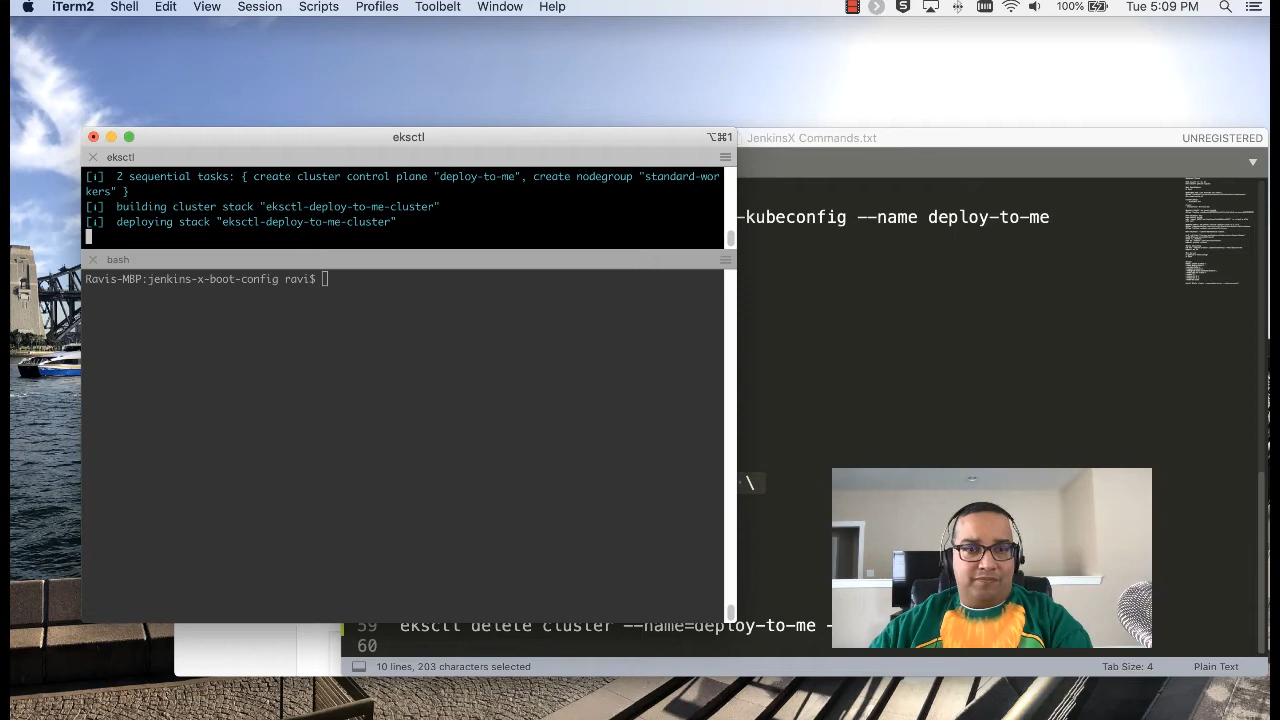 iTerm2 Shell Edit View Session Scripts Profiles Toolbelt Window Help 100% Tue 5:09 PM
eksctl ⌥⌘1
JenkinsX Commands.txt UNREGISTERED
eksctl
[ℹ] 2 sequential tasks: { create cluster control plane "deploy-to-me", create nodegroup "standard-wor
kers" }
[ℹ] building cluster stack "eksctl-deploy-to-me-cluster"
[ℹ] deploying stack "eksctl-deploy-to-me-cluster"
-kubeconfig --name deploy-to-me
bash
Ravis-MBP:jenkins-x-boot-config ravi$
\
59 eksctl delete cluster --name=deploy-to-me -
60
10 lines, 203 characters selected Tab Size: 4 Plain Text